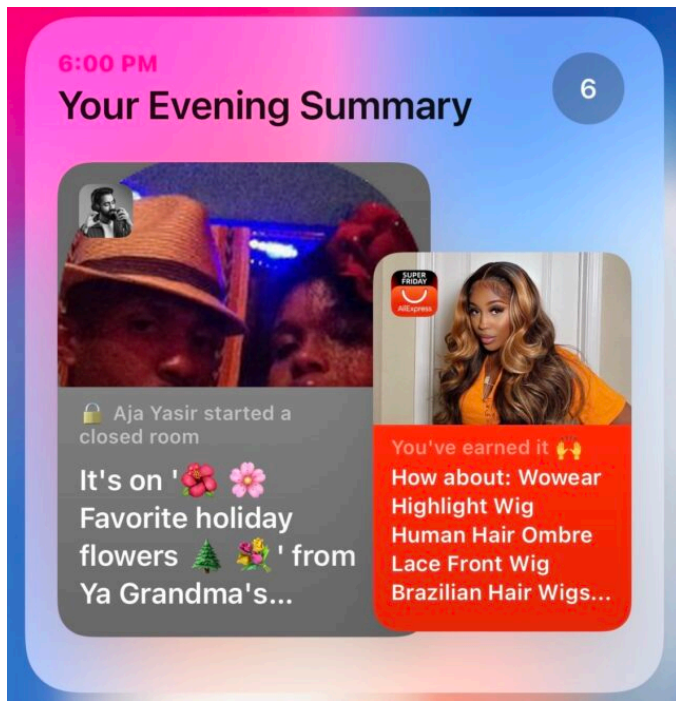 6:00 PM
Your Evening Summary
6
🔒 Aja Yasir started a
closed room
It's on '🌺 🌸
Favorite holiday
flowers 🌲 💐 ' from
Ya Grandma's...
SUPER
FRIDAY
AliExpress
You've earned it 🙌
How about: Wowear
Highlight Wig
Human Hair Ombre
Lace Front Wig
Brazilian Hair Wigs...